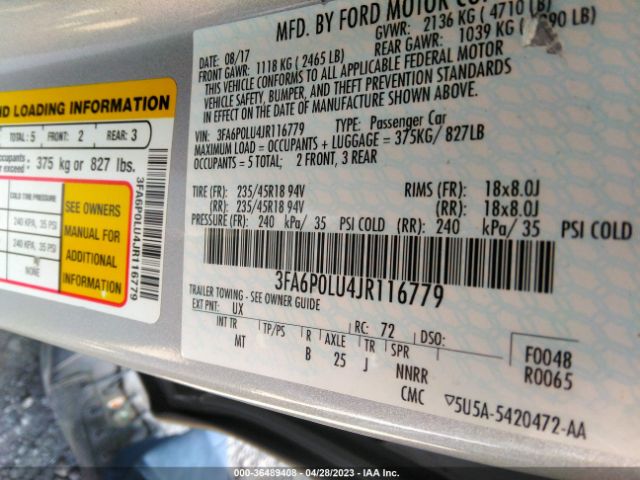 MFD. BY FORD MOTOR CO
DATE: 08/17
GVWR: 2136 KG ( 4710 LB)
FRONT GAWR: 1118 KG ( 2465 LB)
REAR GAWR: 1039 KG ( 90 LB)
THIS VEHICLE CONFORMS TO ALL APPLICABLE FEDERAL MOTOR
VEHICLE SAFETY, BUMPER, AND THEFT PREVENTION STANDARDS
IN EFFECT ON THE DATE OF MANUFACTURE SHOWN ABOVE.
VIN: 3FA6P0LU4JR116779 TYPE: Passenger Car
MAXIMUM LOAD = OCCUPANTS + LUGGAGE = 375KG/ 827LB
OCCUPANTS = 5 TOTAL; 2 FRONT, 3 REAR
TIRE (FR): 235/45R18 94V RIMS (FR): 18x8.0J
(RR): 235/45R18 94V (RR): 18x8.0J
PRESSURE (FR): 240 kPa/ 35 PSI COLD (RR): 240 kPa/ 35 PSI COLD
3FA6P0LU4JR116779
TRAILER TOWING - SEE OWNER GUIDE
EXT PNT: UX RC: 72 DSO:
INT TR TP/PS R AXLE TR SPR
MT B 25 J NNRR
CMC
F0048
R0065
▽5U5A-5420472-AA
ND LOADING INFORMATION
TOTAL: 5 FRONT: 2 REAR: 3
occupants
exceed: 375 kg or 827 lbs.
COLD TIRE PRESSURE
240 KPA, 35 PSI
240 KPA, 35 PSI
NONE
SEE OWNERS
MANUAL FOR
ADDITIONAL
INFORMATION
3FA6P0LU4JR116779
000-36489408 - 04/28/2023 - IAA Inc.